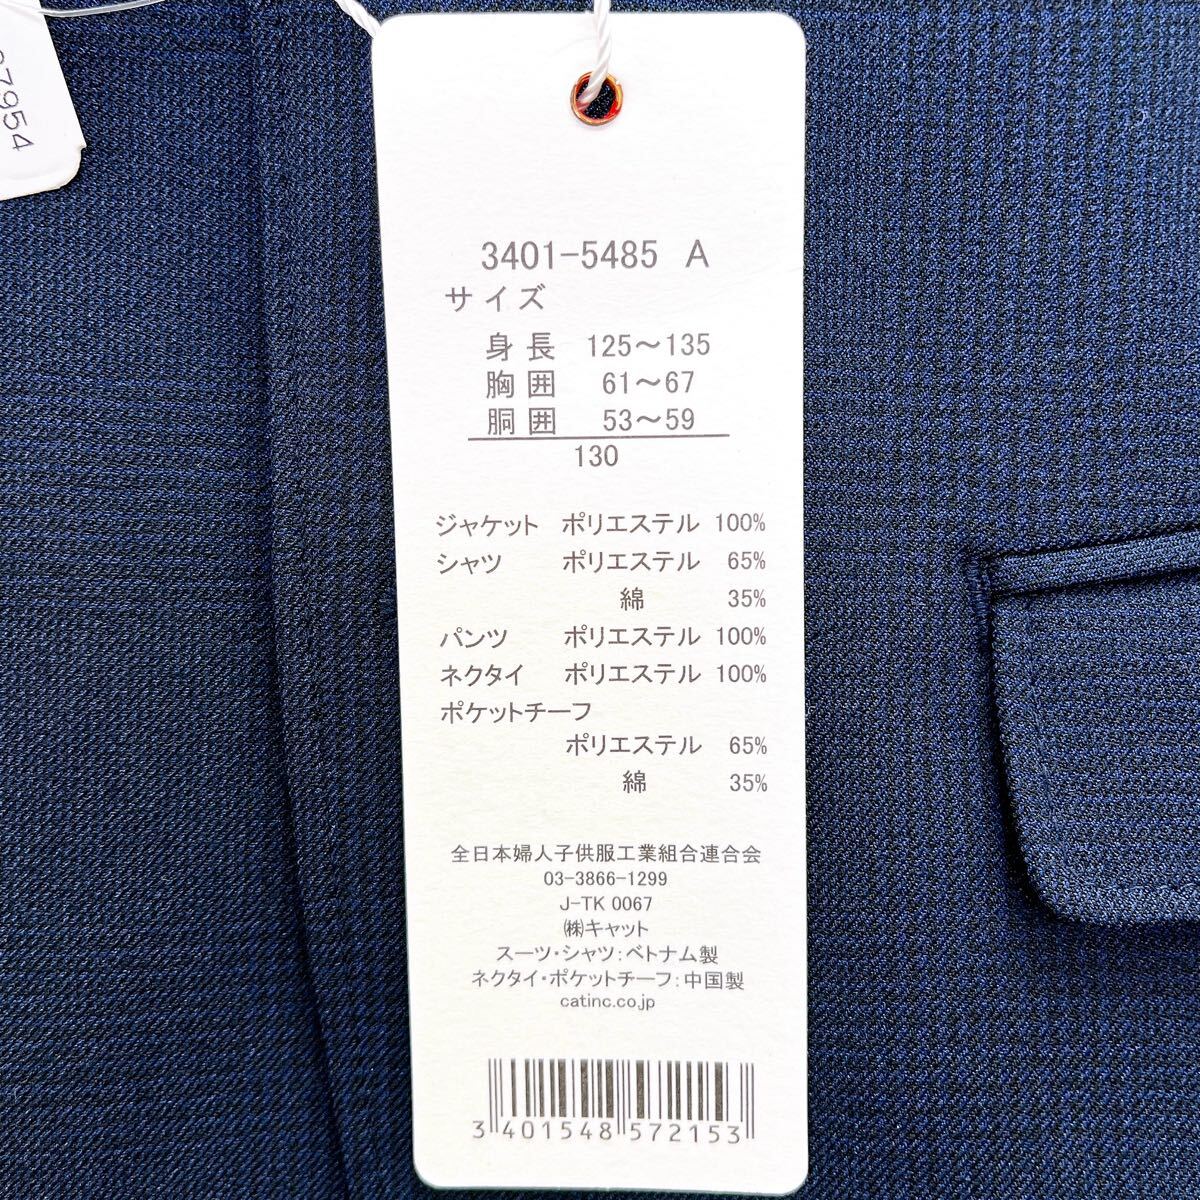 7954
3401-5485 A
サイズ
身長 125～135
胸囲 61～67
胴囲 53～59
130
ジャケット ポリエステル 100%
シャツ ポリエステル 65%
綿 35%
パンツ ポリエステル 100%
ネクタイ ポリエステル 100%
ポケットチーフ
ポリエステル 65%
綿 35%
全日本婦人子供服工業組合連合会
03-3866-1299
J-TK 0067
㈱キャット
スーツ・シャツ：ベトナム製
ネクタイ・ポケットチーフ：中国製
catinc.co.jp
3 401548 572153